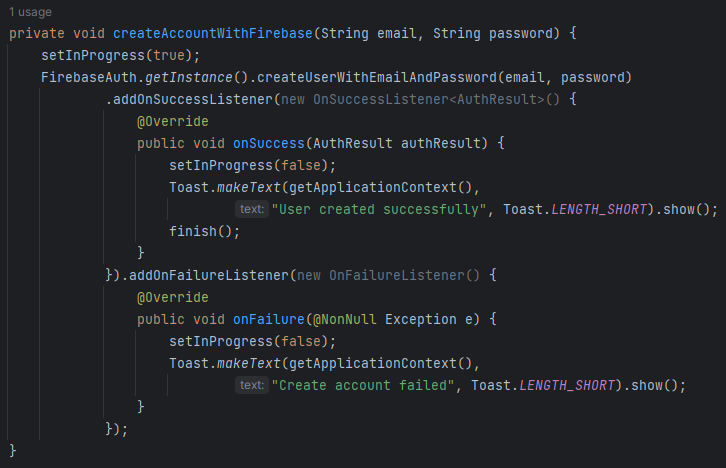 1 usage
private void createAccountWithFirebase(String email, String password) {
    setInProgress(true);
    FirebaseAuth.getInstance().createUserWithEmailAndPassword(email, password)
            .addOnSuccessListener(new OnSuccessListener<AuthResult>() {
                @Override
                public void onSuccess(AuthResult authResult) {
                    setInProgress(false);
                    Toast.makeText(getApplicationContext(),
                            text: "User created successfully", Toast.LENGTH_SHORT).show();
                    finish();
                }
            }).addOnFailureListener(new OnFailureListener() {
                @Override
                public void onFailure(@NonNull Exception e) {
                    setInProgress(false);
                    Toast.makeText(getApplicationContext(),
                            text: "Create account failed", Toast.LENGTH_SHORT).show();
                }
            });
}